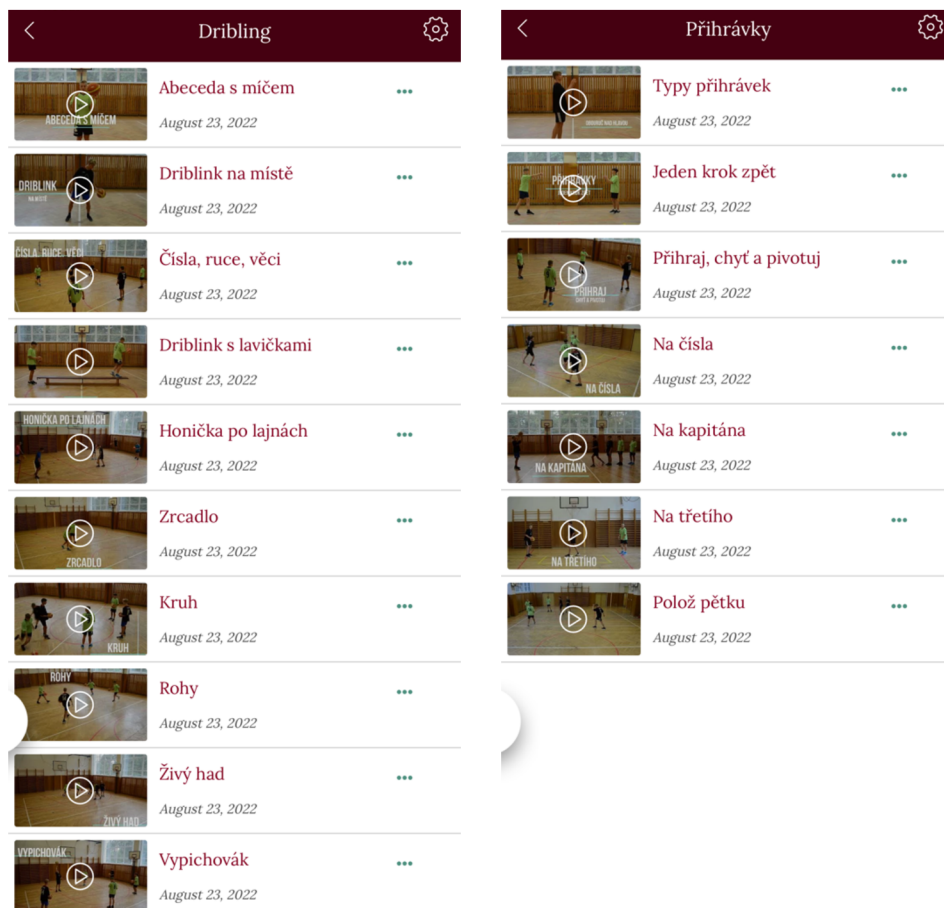 Dribling
Abeceda s míčem
August 23, 2022
ABECEDA S MÍČEM
Driblink na místě
August 23, 2022
DRIBLINK
NA MÍSTĚ
Čísla, ruce, věci
August 23, 2022
ČÍSLA, RUCE, VĚCI
Driblink s lavičkami
August 23, 2022
Honička po lajnách
August 23, 2022
HONIČKA PO LAJNÁCH
Zrcadlo
August 23, 2022
ZRCADLO
Kruh
August 23, 2022
KRUH
Rohy
August 23, 2022
ROHY
Živý had
August 23, 2022
ŽIVÝ HAD
Vypichovák
August 23, 2022
VYPICHOVÁK
Přihrávky
Typy přihrávek
August 23, 2022
Jeden krok zpět
August 23, 2022
PŘIHRÁVKY
Přihraj, chyť a pivotuj
August 23, 2022
PŘIHRAJ
CHYŤ A PIVOTUJ
Na čísla
August 23, 2022
NA ČÍSLA
Na kapitána
August 23, 2022
NA KAPITÁNA
Na třetího
August 23, 2022
NA TŘETÍHO
Polož pětku
August 23, 2022